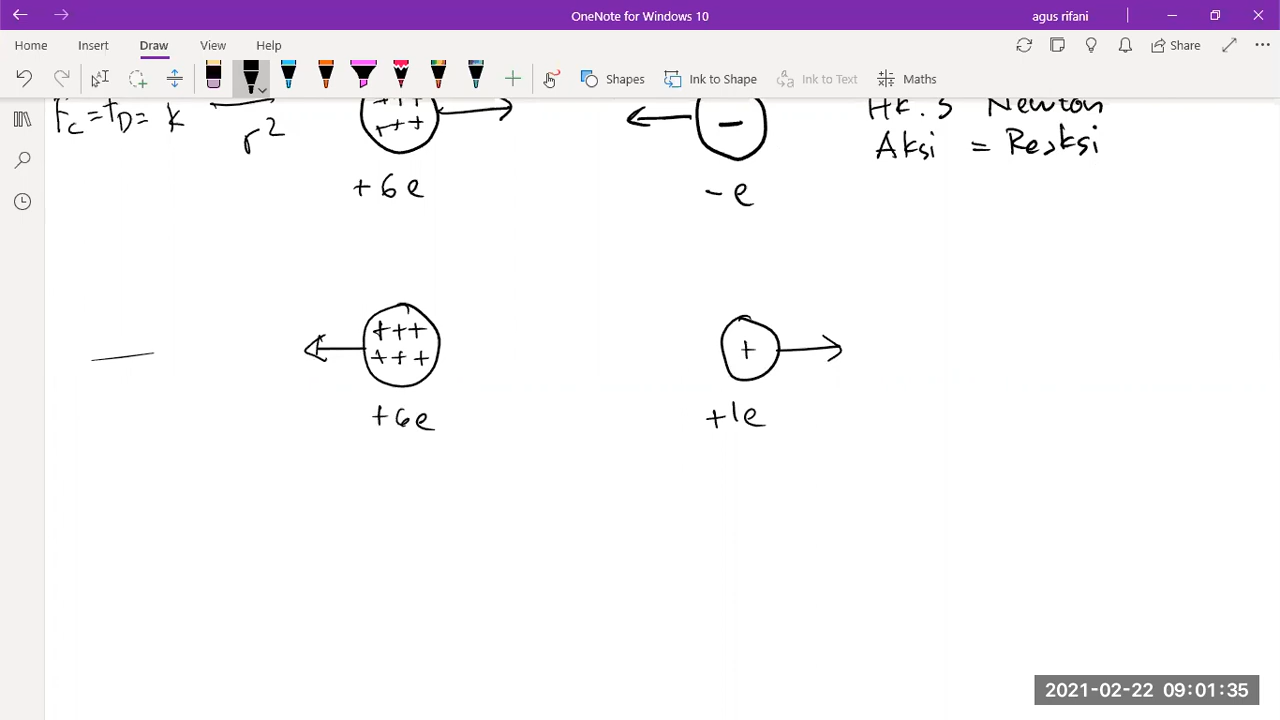 OneNote for Windows 10
agus rifani
Home Insert Draw View Help
Share
Shapes Ink to Shape Ink to Text Maths
Fc = FD = k
r²
+++
+++
−
Hk. 3 Newton
Aksi = Reaksi
+6e
−e
+++
+++
+
+6e
+1e
2021-02-22 09:01:35